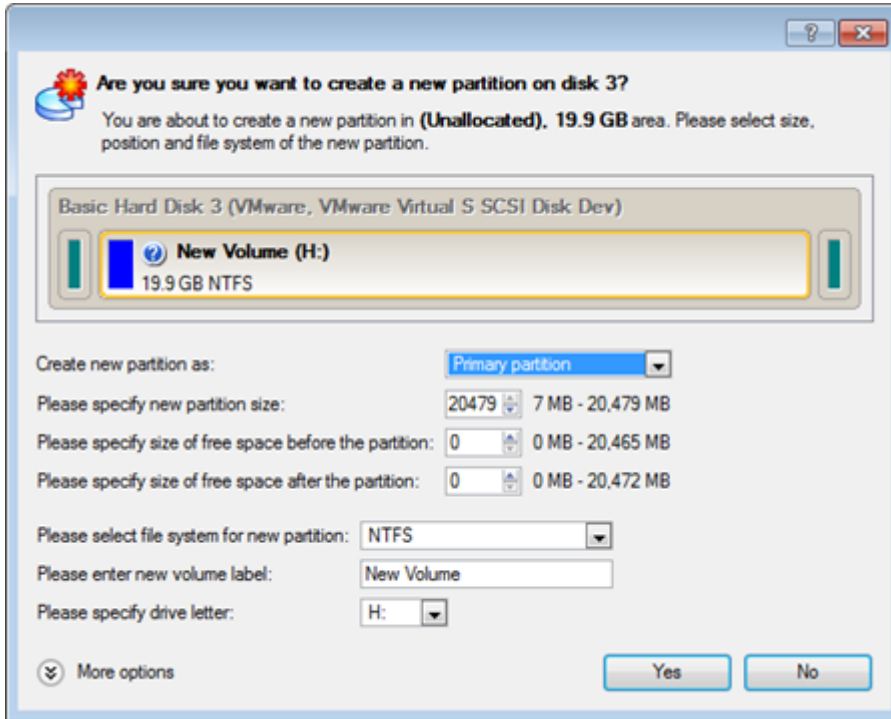 Are you sure you want to create a new partition on disk 3?
You are about to create a new partition in (Unallocated), 19.9 GB area. Please select size,
position and file system of the new partition.
Basic Hard Disk 3 (VMware, VMware Virtual S SCSI Disk Dev)
New Volume (H:)
19.9 GB NTFS
Create new partition as: Primary partition
Please specify new partition size: 20479 7 MB - 20,479 MB
Please specify size of free space before the partition: 0 0 MB - 20,465 MB
Please specify size of free space after the partition: 0 0 MB - 20,472 MB
Please select file system for new partition: NTFS
Please enter new volume label: New Volume
Please specify drive letter: H:
More options Yes No